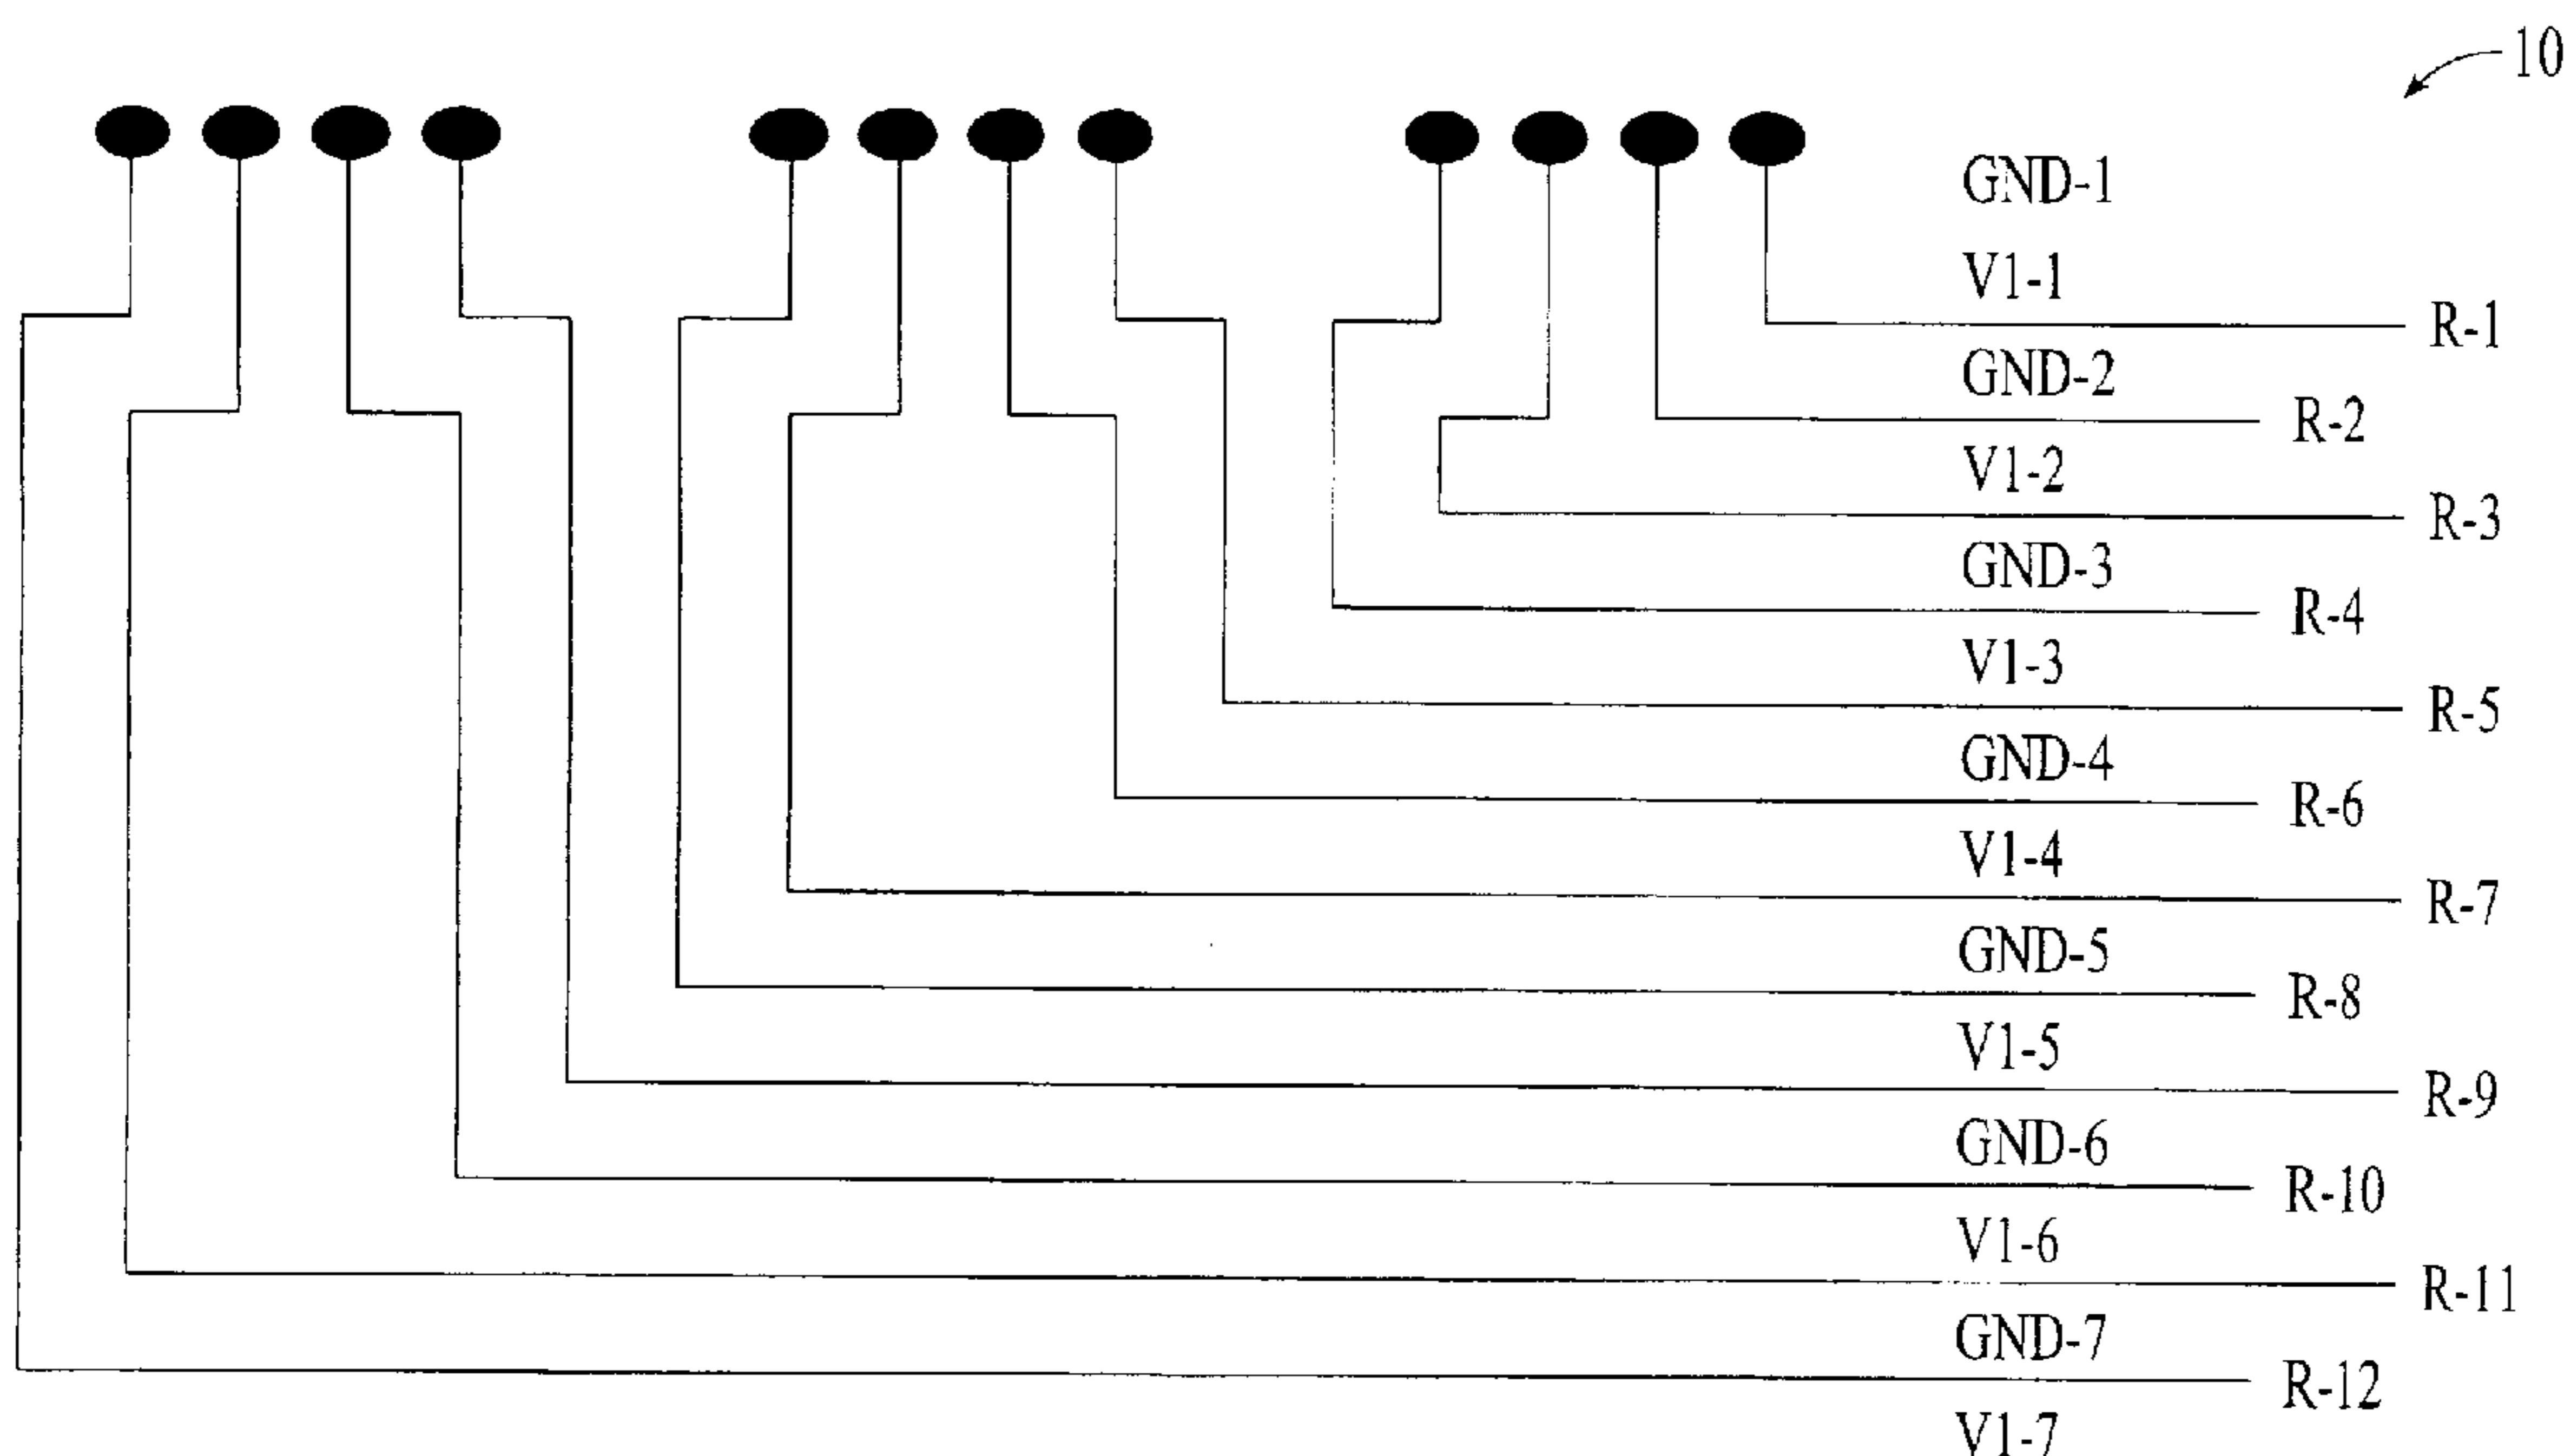 10
GND-1
V1-1
R-1
GND-2
R-2
V1-2
R-3
GND-3
R-4
V1-3
R-5
GND-4
R-6
V1-4
R-7
GND-5
R-8
V1-5
R-9
GND-6
R-10
V1-6
R-11
GND-7
R-12
V1-7